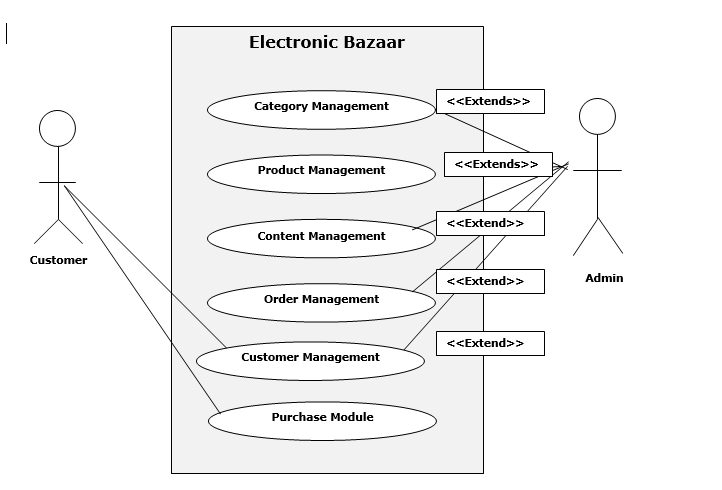 Electronic Bazaar
Category Management
<<Extends>>
Product Management
<<Extends>>
Content Management
<<Extend>>
Order Management
<<Extend>>
Customer Management
<<Extend>>
Purchase Module
Customer
Admin